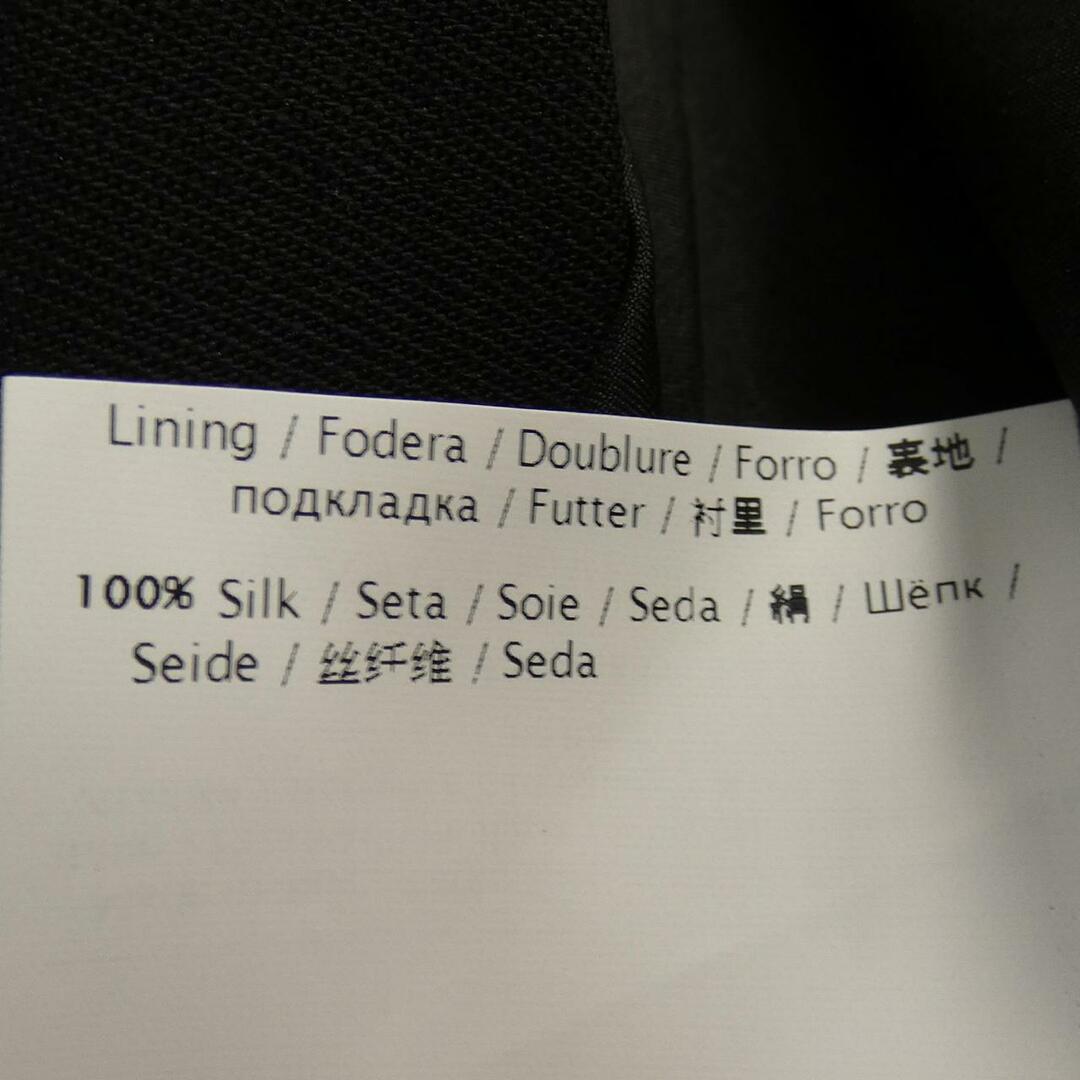 Lining / Fodera / Doublure / Forro / 裏地 /
подкладка / Futter / 衬里 / Forro
100% Silk / Seta / Soie / Seda / 絹 / Шёпк /
Seide / 丝纤维 / Seda